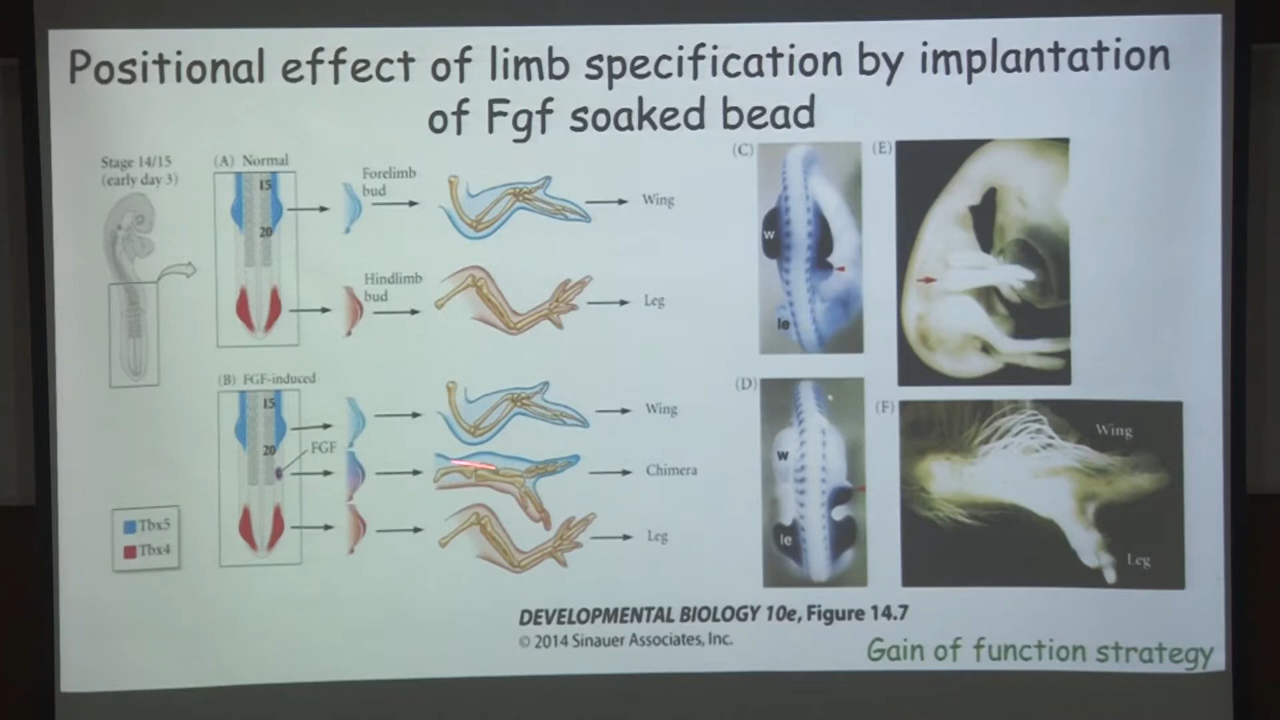 Positional effect of limb specification by implantation
of Fgf soaked bead
Stage 14/15
(early day 3)
(A) Normal
15
20
Forelimb
bud
Wing
Hindlimb
bud
Leg
(B) FGF-induced
15
20
FGF
Wing
Chimera
Leg
Tbx5
Tbx4
(C)
w
le
(D)
w
le
(E)
(F)
Wing
Leg
DEVELOPMENTAL BIOLOGY 10e, Figure 14.7
© 2014 Sinauer Associates, Inc.
Gain of function strategy